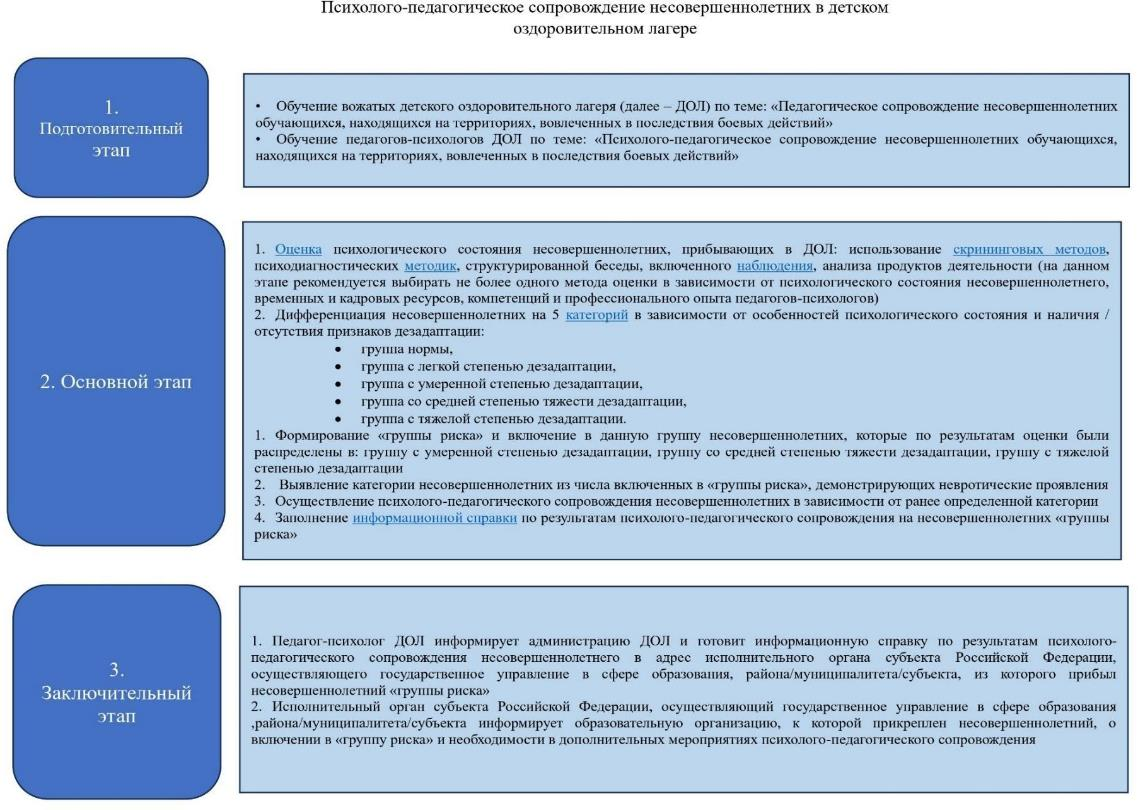 Психолого-педагогическое сопровождение несовершеннолетних в детском
оздоровительном лагере
1.
Подготовительный
этап
• Обучение вожатых детского оздоровительного лагеря (далее – ДОЛ) по теме: «Педагогическое сопровождение несовершеннолетних
обучающихся, находящихся на территориях, вовлеченных в последствия боевых действий»
• Обучение педагогов-психологов ДОЛ по теме: «Психолого-педагогическое сопровождение несовершеннолетних обучающихся,
находящихся на территориях, вовлеченных в последствия боевых действий»
2. Основной этап
1. Оценка психологического состояния несовершеннолетних, прибывающих в ДОЛ: использование скрининговых методов,
психодиагностических методик, структурированной беседы, включенного наблюдения, анализа продуктов деятельности (на данном
этапе рекомендуется выбирать не более одного метода оценки в зависимости от психологического состояния несовершеннолетнего,
временных и кадровых ресурсов, компетенций и профессионального опыта педагогов-психологов)
2. Дифференциация несовершеннолетних на 5 категорий в зависимости от особенностей психологического состояния и наличия /
отсутствия признаков дезадаптации:
• группа нормы,
• группа с легкой степенью дезадаптации,
• группа с умеренной степенью дезадаптации,
• группа со средней степенью тяжести дезадаптации,
• группа с тяжелой степенью дезадаптации.
1. Формирование «группы риска» и включение в данную группу несовершеннолетних, которые по результатам оценки были
распределены в: группу с умеренной степенью дезадаптации, группу со средней степенью тяжести дезадаптации, группу с тяжелой
степенью дезадаптации
2. Выявление категории несовершеннолетних из числа включенных в «группы риска», демонстрирующих невротические проявления
3. Осуществление психолого-педагогического сопровождения несовершеннолетних в зависимости от ранее определенной категории
4. Заполнение информационной справки по результатам психолого-педагогического сопровождения на несовершеннолетних «группы
риска»
3.
Заключительный
этап
1. Педагог-психолог ДОЛ информирует администрацию ДОЛ и готовит информационную справку по результатам психолого-
педагогического сопровождения несовершеннолетнего в адрес исполнительного органа субъекта Российской Федерации,
осуществляющего государственное управление в сфере образования, района/муниципалитета/субъекта, из которого прибыл
несовершеннолетний «группы риска»
2. Исполнительный орган субъекта Российской Федерации, осуществляющий государственное управление в сфере образования
,района/муниципалитета/субъекта информирует образовательную организацию, к которой прикреплен несовершеннолетний, о
включении в «группу риска» и необходимости в дополнительных мероприятиях психолого-педагогического сопровождения